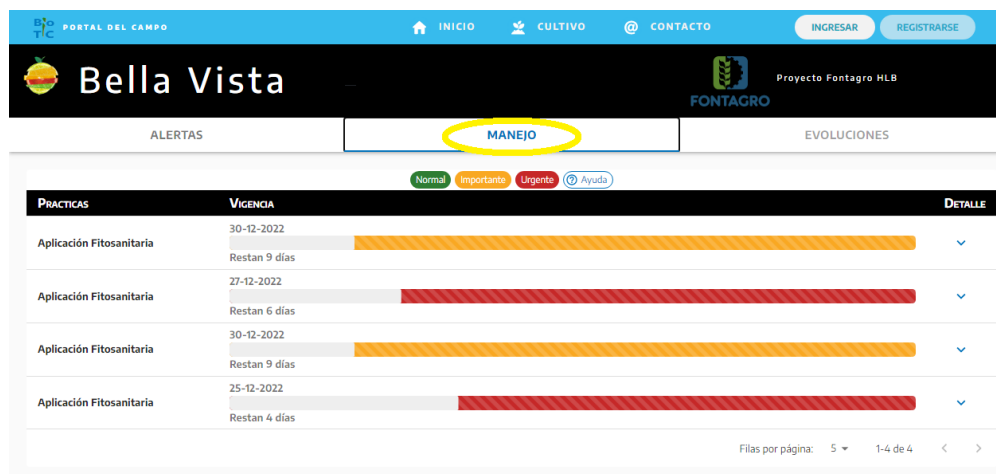 BIO TIC PORTAL DEL CAMPO INICIO CULTIVO @ CONTACTO INGRESAR REGISTRARSE
Bella Vista FONTAGRO Proyecto Fontagro HLB
ALERTAS MANEJO EVOLUCIONES
Normal Importante Urgente ? Ayuda
PRACTICAS VIGENCIA DETALLE
30-12-2022
Aplicación Fitosanitaria
Restan 9 días
27-12-2022
Aplicación Fitosanitaria
Restan 6 días
30-12-2022
Aplicación Fitosanitaria
Restan 9 días
25-12-2022
Aplicación Fitosanitaria
Restan 4 días
Filas por página: 5 1-4 de 4